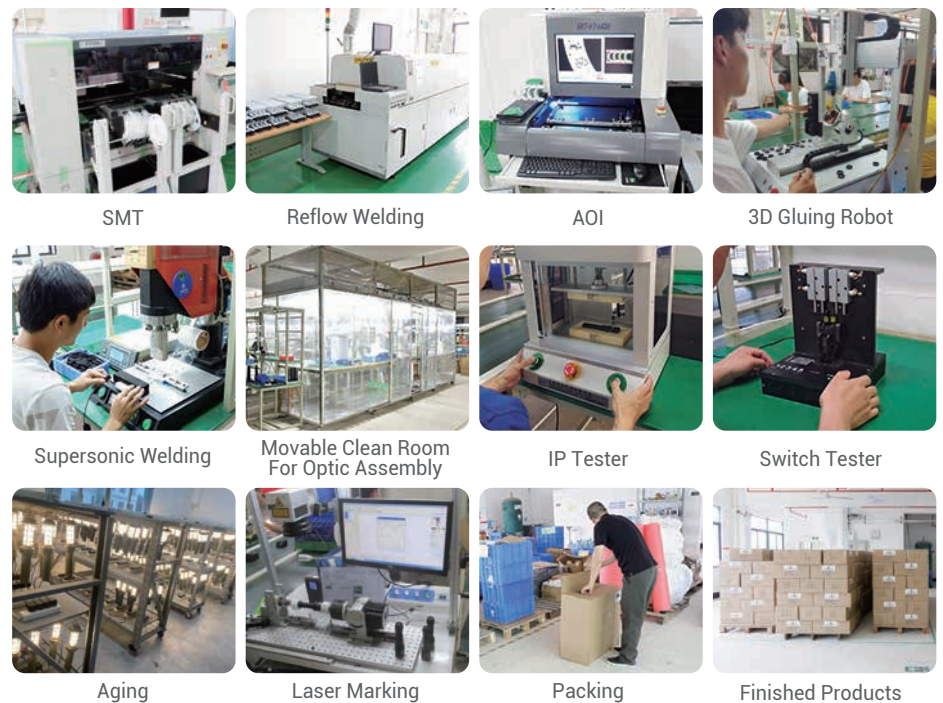 SMT
Reflow Welding
AOI
3D Gluing Robot
Supersonic Welding
Movable Clean Room
For Optic Assembly
IP Tester
Switch Tester
Aging
Laser Marking
Packing
Finished Products